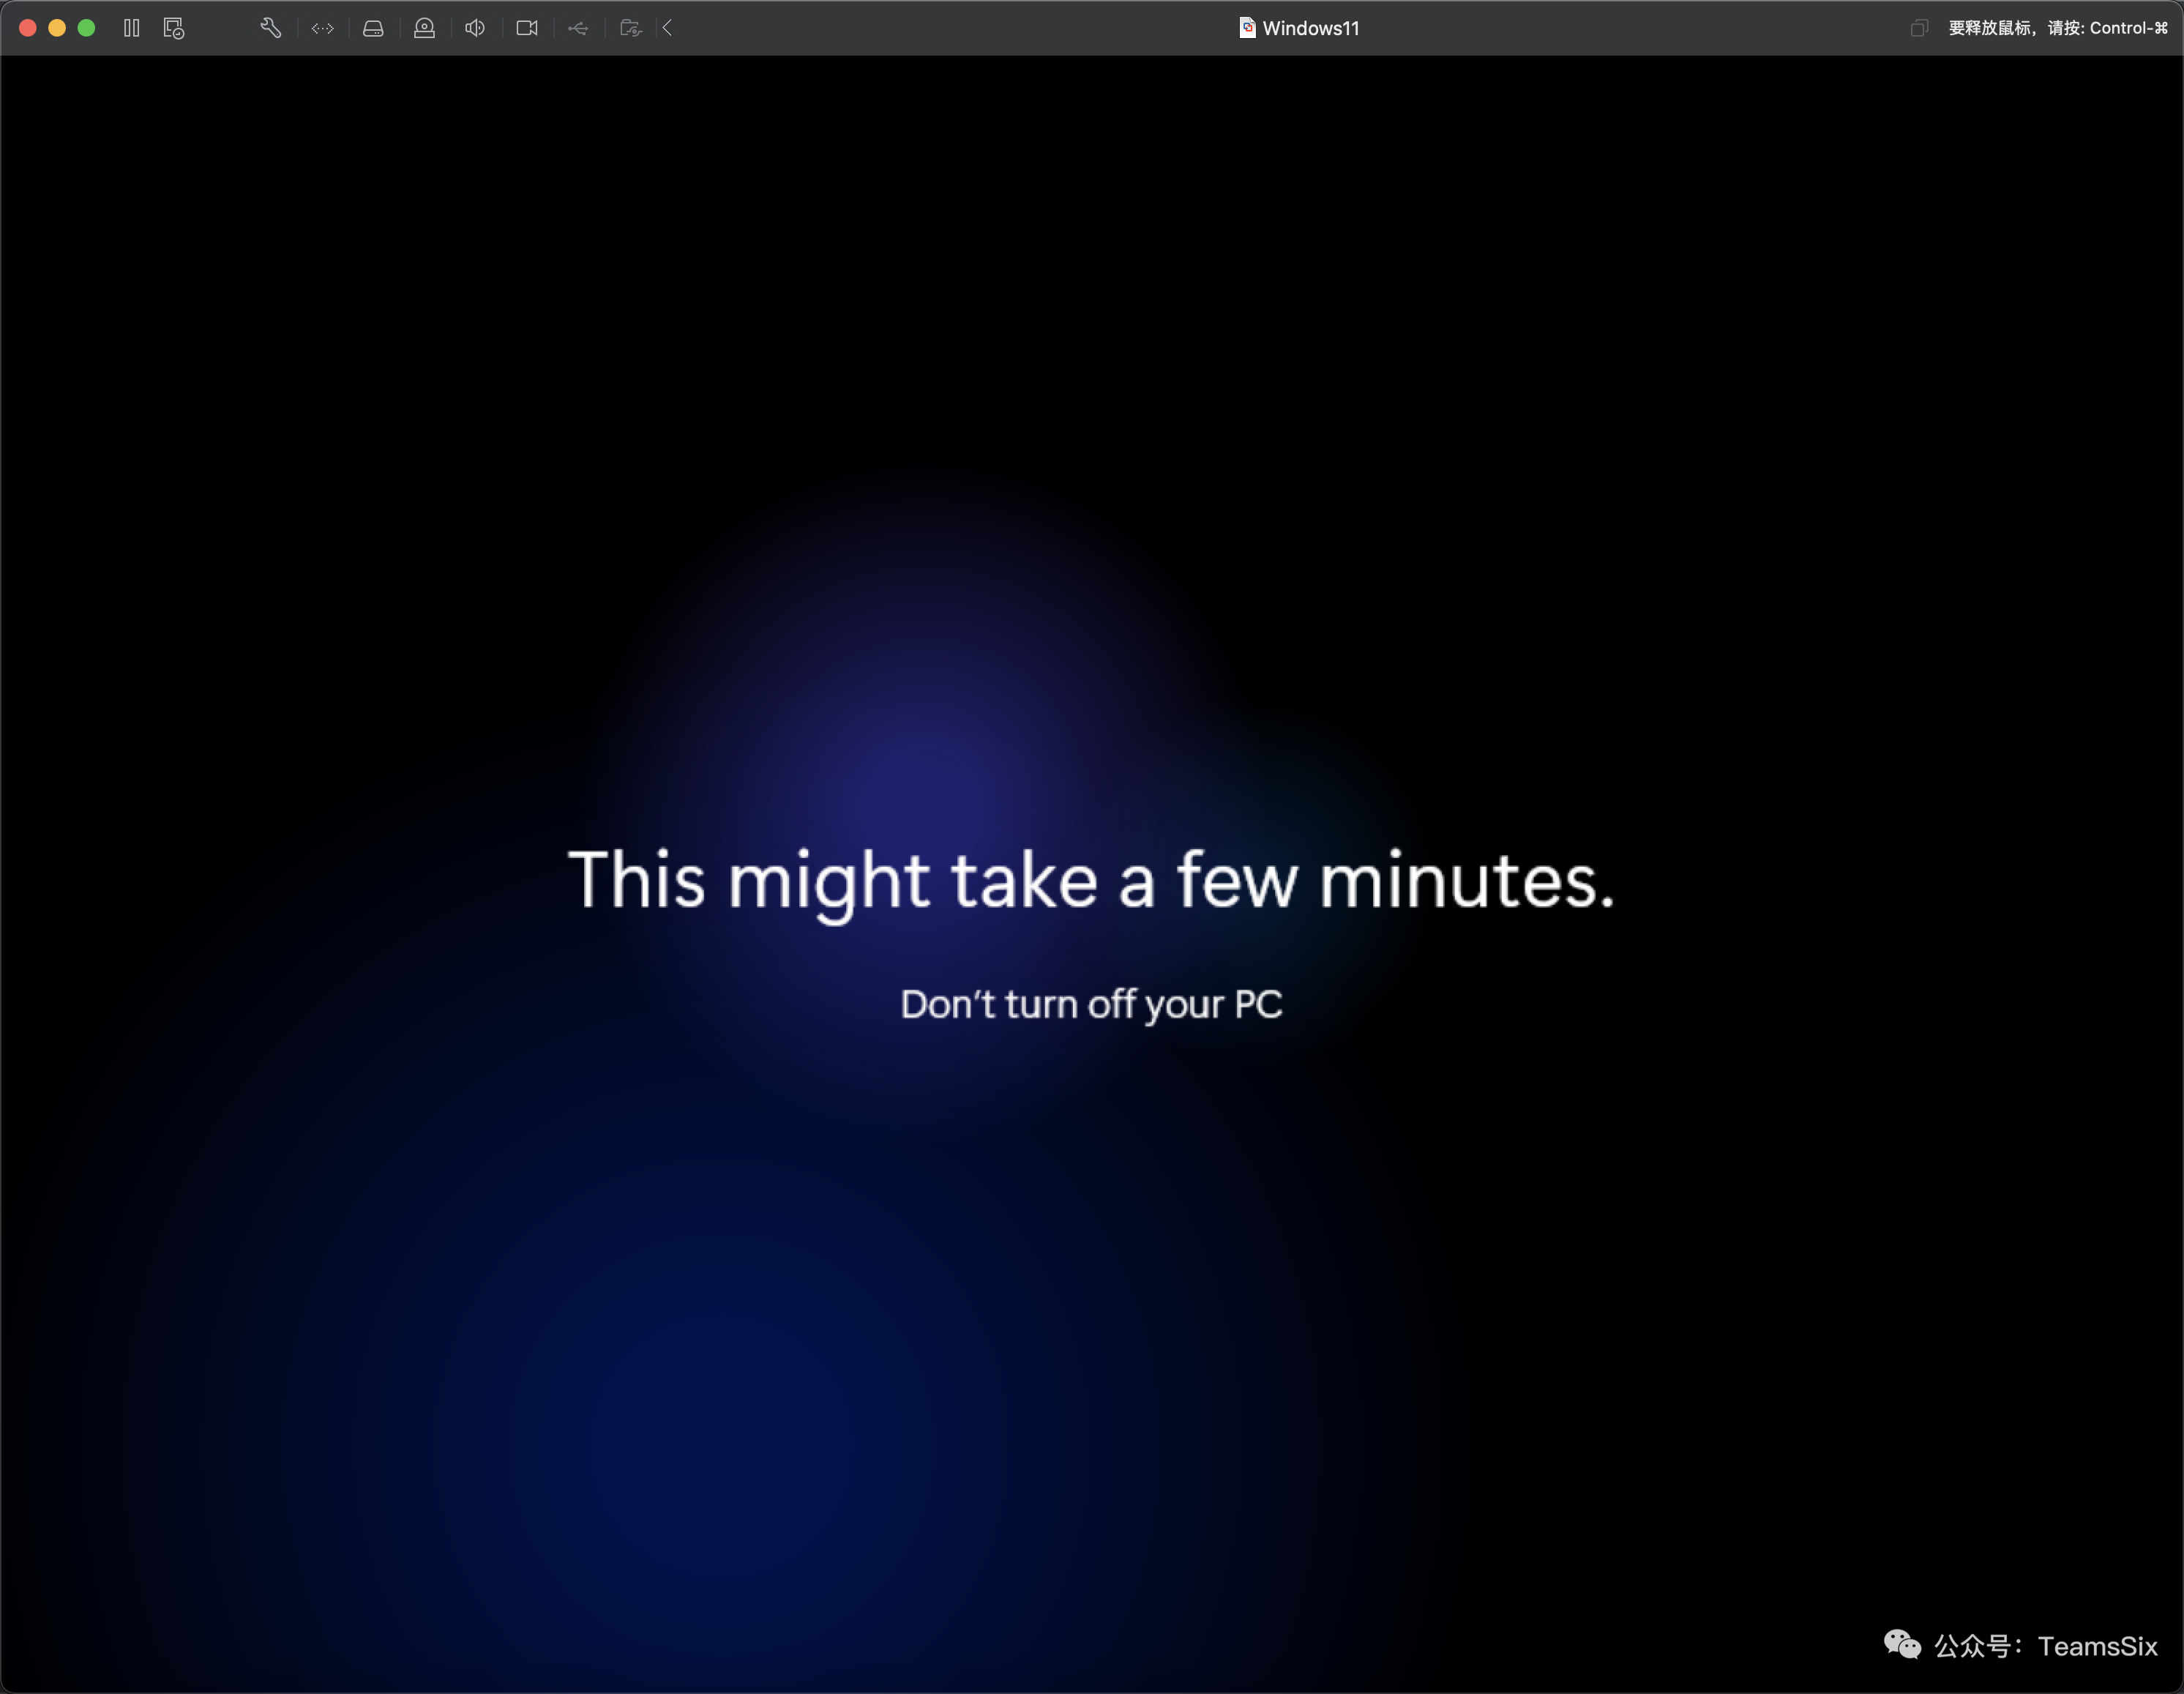 Windows11
要释放鼠标，请按: Control-⌘
This might take a few minutes.
Don't turn off your PC
公众号：TeamsSix